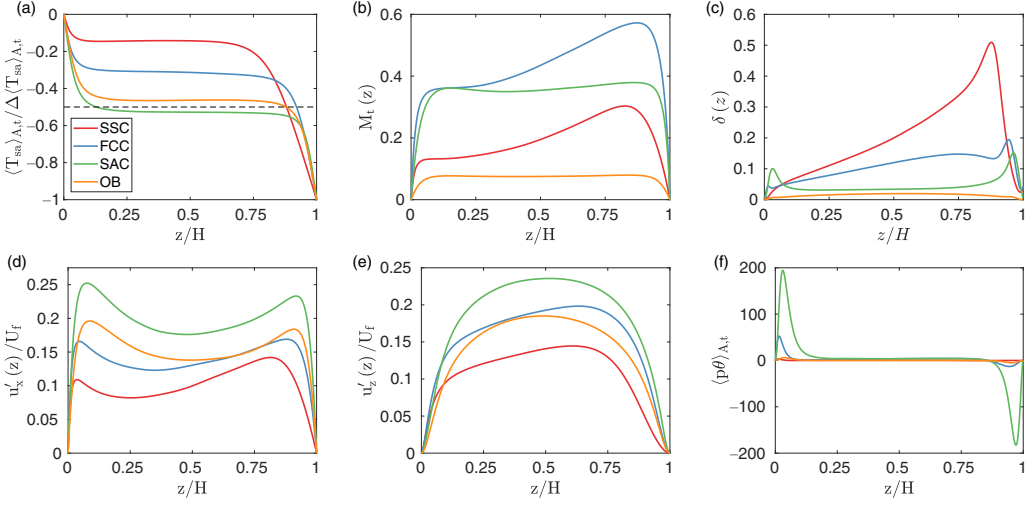 (a)
0
−0.2
−0.4
−0.6
−0.8
−1
⟨T_sa⟩_A,t / Δ⟨T_sa⟩_A,t
SSC
FCC
SAC
OB
0 0.25 0.5 0.75 1
z/H
(b)
0.6
0.4
0.2
0
M_t (z)
0 0.25 0.5 0.75 1
z/H
(c)
0.6
0.5
0.4
0.3
0.2
0.1
0
δ (z)
0 0.25 0.5 0.75 1
z/H
(d)
0.25
0.2
0.15
0.1
0.05
0
u′_x (z) /U_f
0 0.25 0.5 0.75 1
z/H
(e)
0.25
0.2
0.15
0.1
0.05
0
u′_z (z) /U_f
0 0.25 0.5 0.75 1
z/H
(f)
200
100
0
−100
−200
⟨pθ⟩_A,t
0 0.25 0.5 0.75 1
z/H